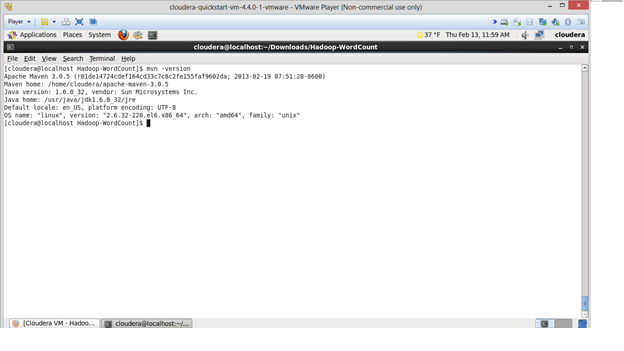 cloudera-quickstart-vm-4.4.0-1-vmware - VMware Player (Non-commercial use only)
Player
Applications Places System 37 °F Thu Feb 13, 11:59 AM cloudera
cloudera@localhost:~/Downloads/Hadoop-WordCount
File Edit View Search Terminal Help
[cloudera@localhost Hadoop-WordCount]$ mvn -version
Apache Maven 3.0.5 (r01de14724cdef164cd33c7c8c2fe155faf9602da; 2013-02-19 07:51:28-0600)
Maven home: /home/cloudera/apache-maven-3.0.5
Java version: 1.6.0_32, vendor: Sun Microsystems Inc.
Java home: /usr/java/jdk1.6.0_32/jre
Default locale: en_US, platform encoding: UTF-8
OS name: "linux", version: "2.6.32-220.el6.x86_64", arch: "amd64", family: "unix"
[cloudera@localhost Hadoop-WordCount]$
[Cloudera VM - Hadoo... cloudera@localhost:~/...